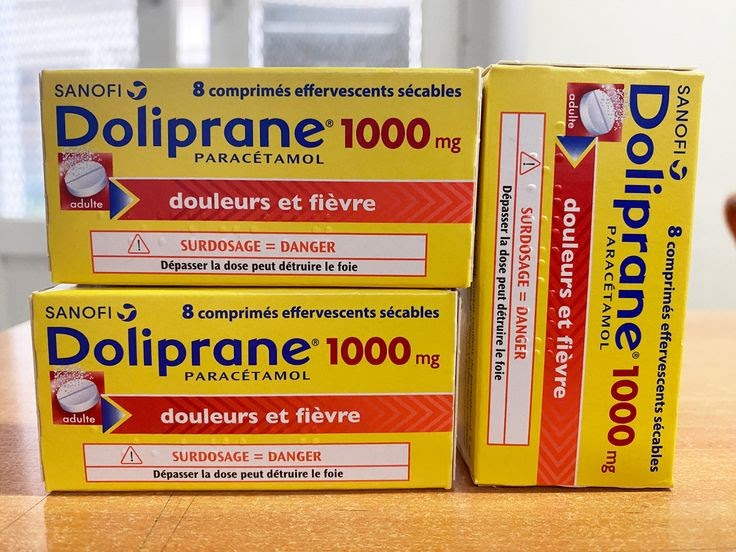 SANOFI
8 comprimés effervescents sécables
Doliprane® 1000 mg
PARACÉTAMOL
adulte
douleurs et fièvre
SURDOSAGE = DANGER
Dépasser la dose peut détruire le foie
SANOFI
8 comprimés effervescents sécables
Doliprane® 1000 mg
PARACÉTAMOL
adulte
douleurs et fièvre
SURDOSAGE = DANGER
Dépasser la dose peut détruire le foie
SANOFI
8 comprimés effervescents sécables
Doliprane® 1000 mg
PARACÉTAMOL
adulte
douleurs et fièvre
SURDOSAGE = DANGER
Dépasser la dose peut détruire le foie